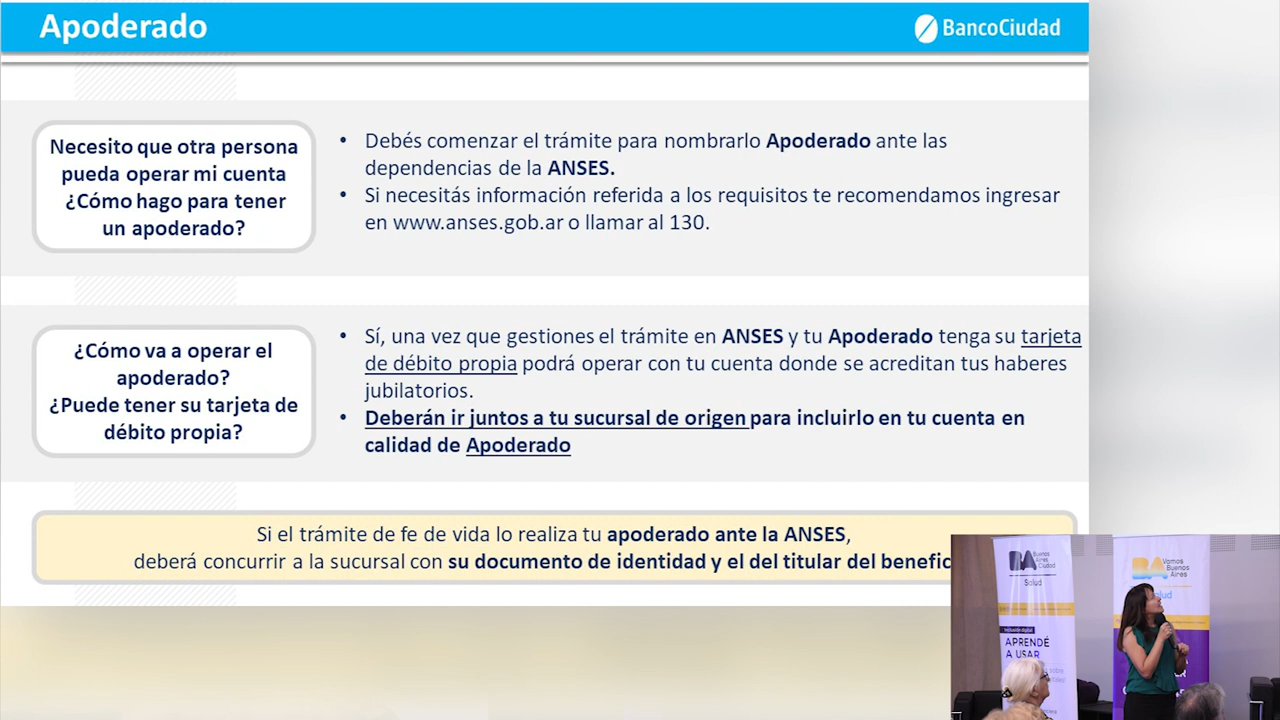 Apoderado
BancoCiudad
Necesito que otra persona
pueda operar mi cuenta
¿Cómo hago para tener
un apoderado?
• Debés comenzar el trámite para nombrarlo Apoderado ante las
dependencias de la ANSES.
• Si necesitás información referida a los requisitos te recomendamos ingresar
en www.anses.gob.ar o llamar al 130.
¿Cómo va a operar el
apoderado?
¿Puede tener su tarjeta de
débito propia?
• Sí, una vez que gestiones el trámite en ANSES y tu Apoderado tenga su tarjeta
de débito propia podrá operar con tu cuenta donde se acreditan tus haberes
jubilatorios.
• Deberán ir juntos a tu sucursal de origen para incluirlo en tu cuenta en
calidad de Apoderado
Si el trámite de fe de vida lo realiza tu apoderado ante la ANSES,
deberá concurrir a la sucursal con su documento de identidad y el del titular del benefic
BA Buenos
Aires
Ciudad
Salud
APRENDÉ
A USAR
BA Vamos
Buenos
Aires